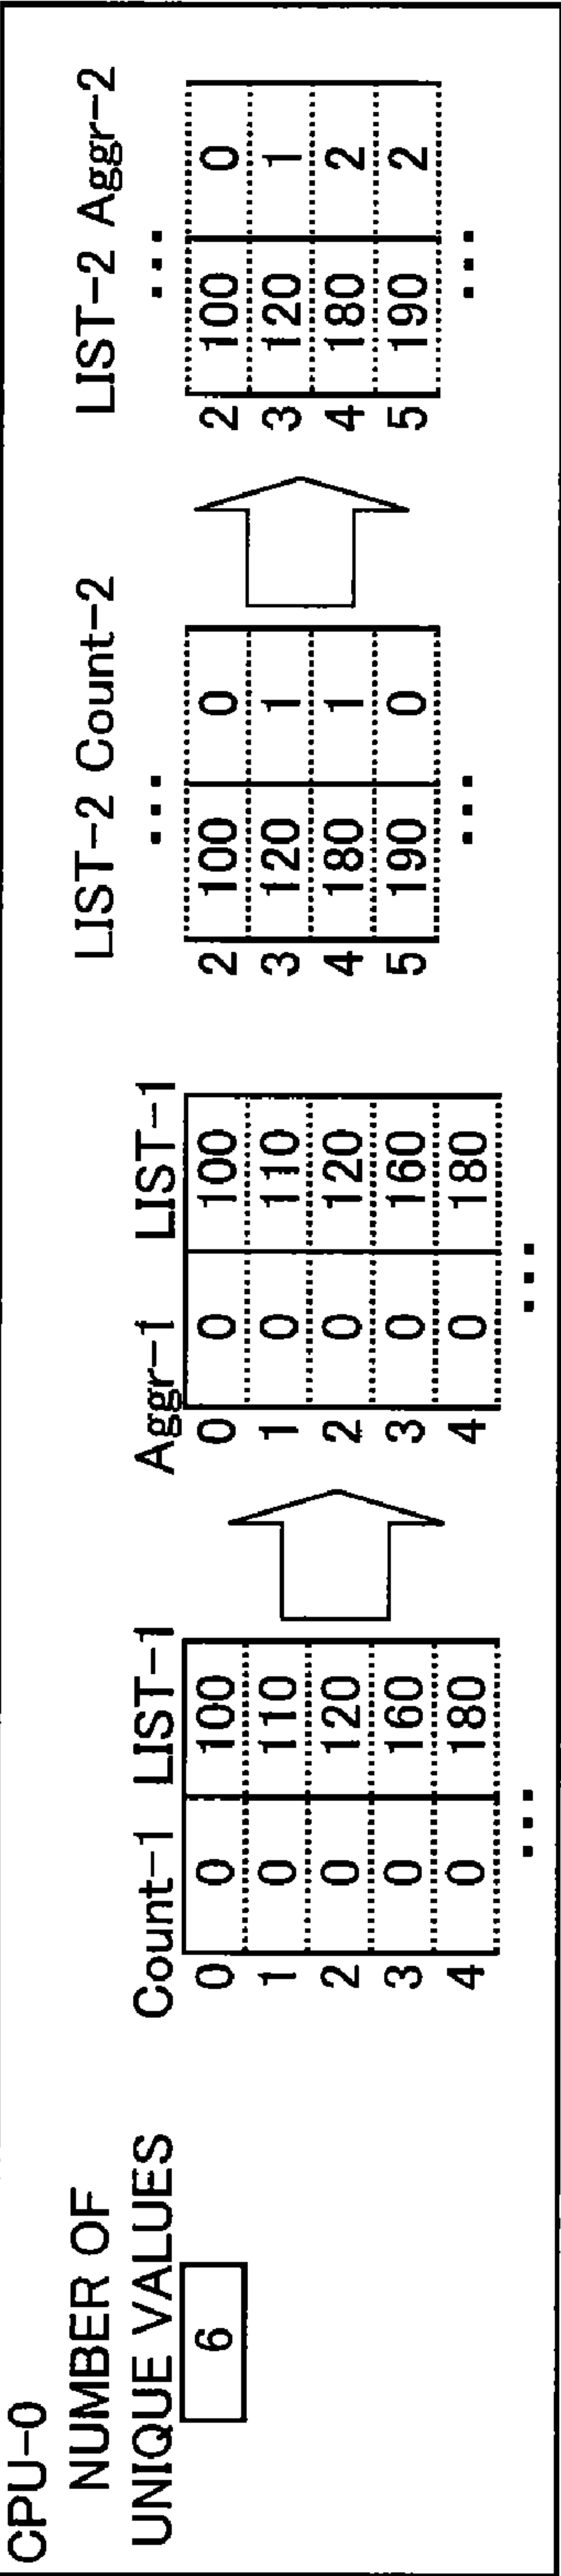 CPU-0
NUMBER OF
UNIQUE VALUES
6
Count-1 LIST-1
0 0 100
1 0 110
2 0 120
3 0 160
4 0 180
...
Aggr-1 LIST-1
0 0 100
1 0 110
2 0 120
3 0 160
4 0 180
...
LIST-2 Count-2
...
2 100 0
3 120 1
4 180 1
5 190 0
...
LIST-2 Aggr-2
...
2 100 0
3 120 1
4 180 2
5 190 2
...